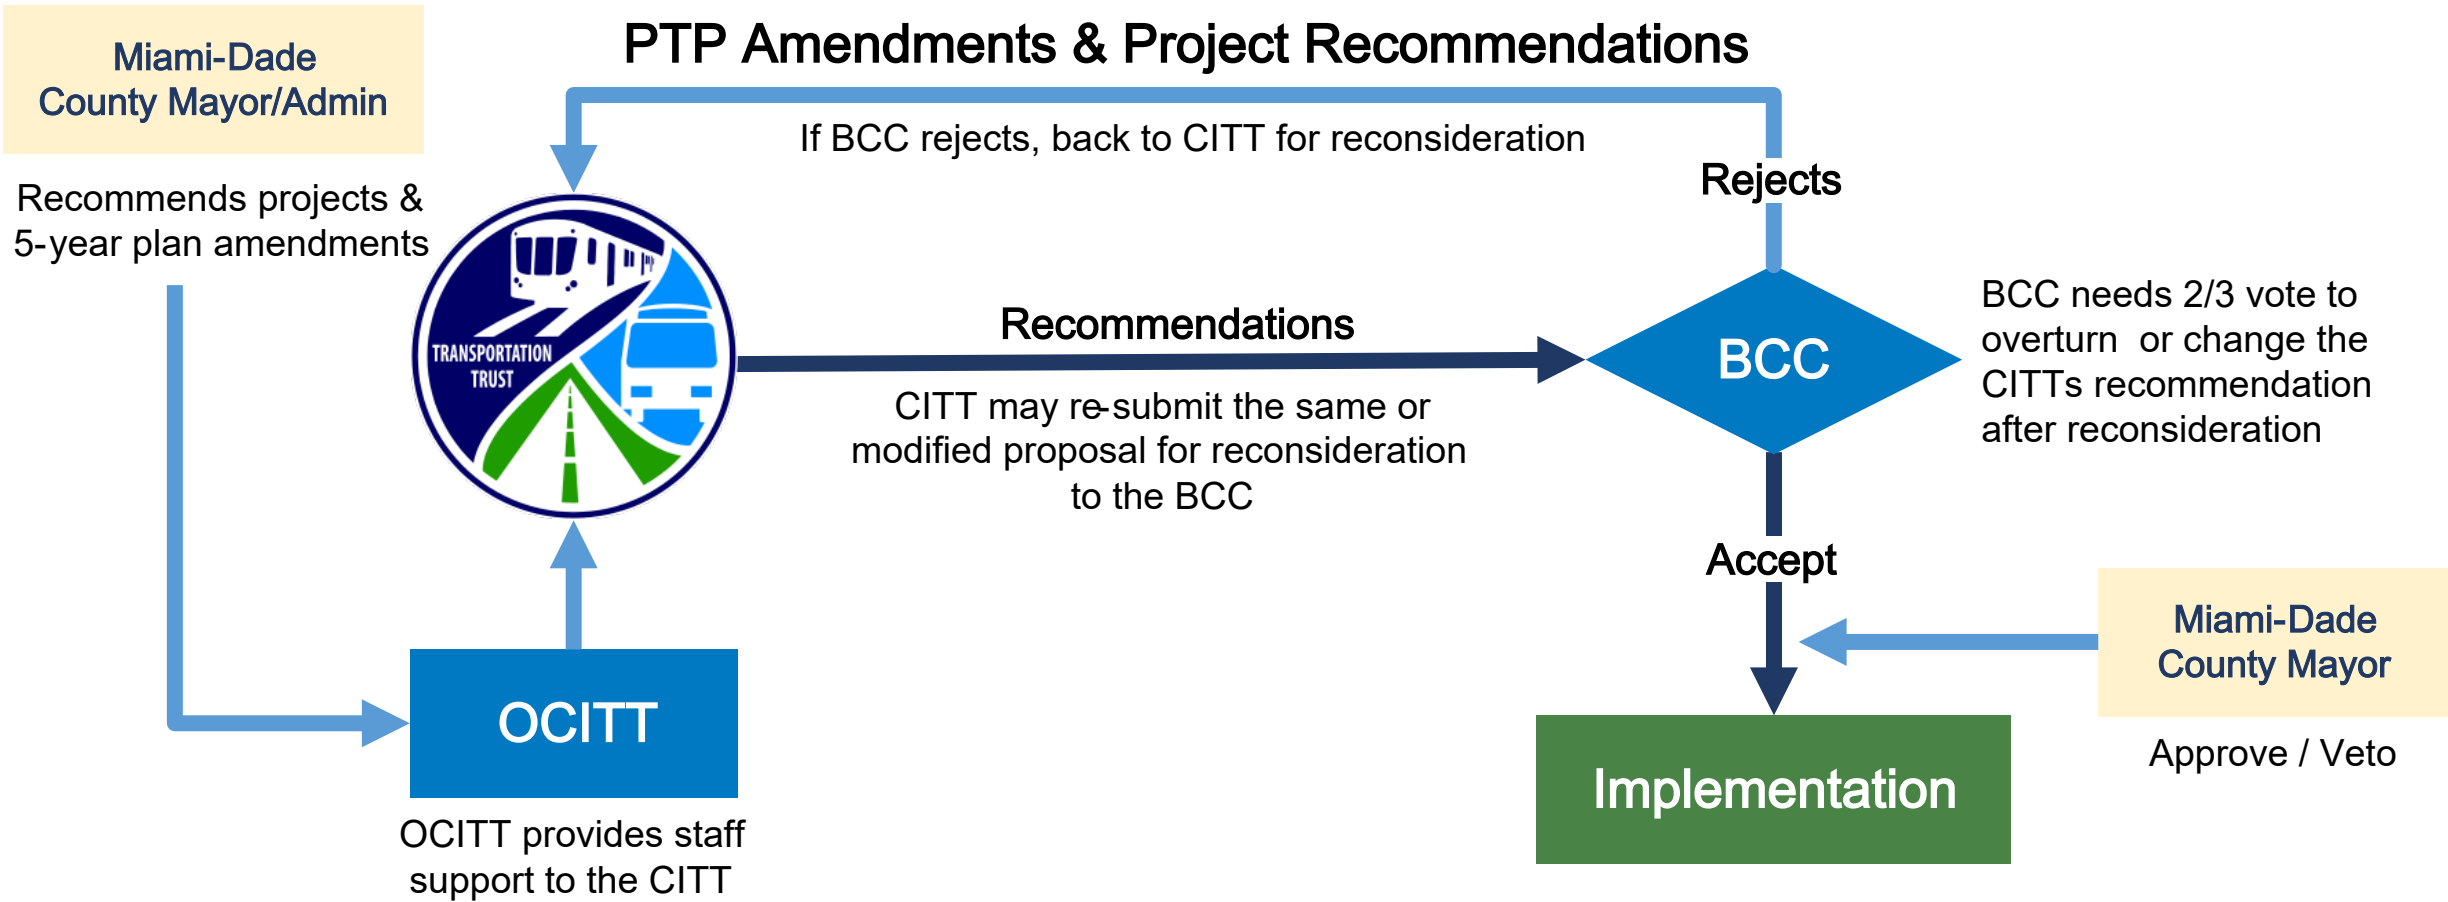 PTP Amendments & Project Recommendations
Miami-Dade
County Mayor/Admin
Recommends projects &
5-year plan amendments
If BCC rejects, back to CITT for reconsideration
Rejects
TRANSPORTATION
TRUST
Recommendations
CITT may re-submit the same or
modified proposal for reconsideration
to the BCC
BCC
BCC needs 2/3 vote to
overturn  or change the
CITTs recommendation
after reconsideration
Accept
OCITT
OCITT provides staff
support to the CITT
Miami-Dade
County Mayor
Approve / Veto
Implementation